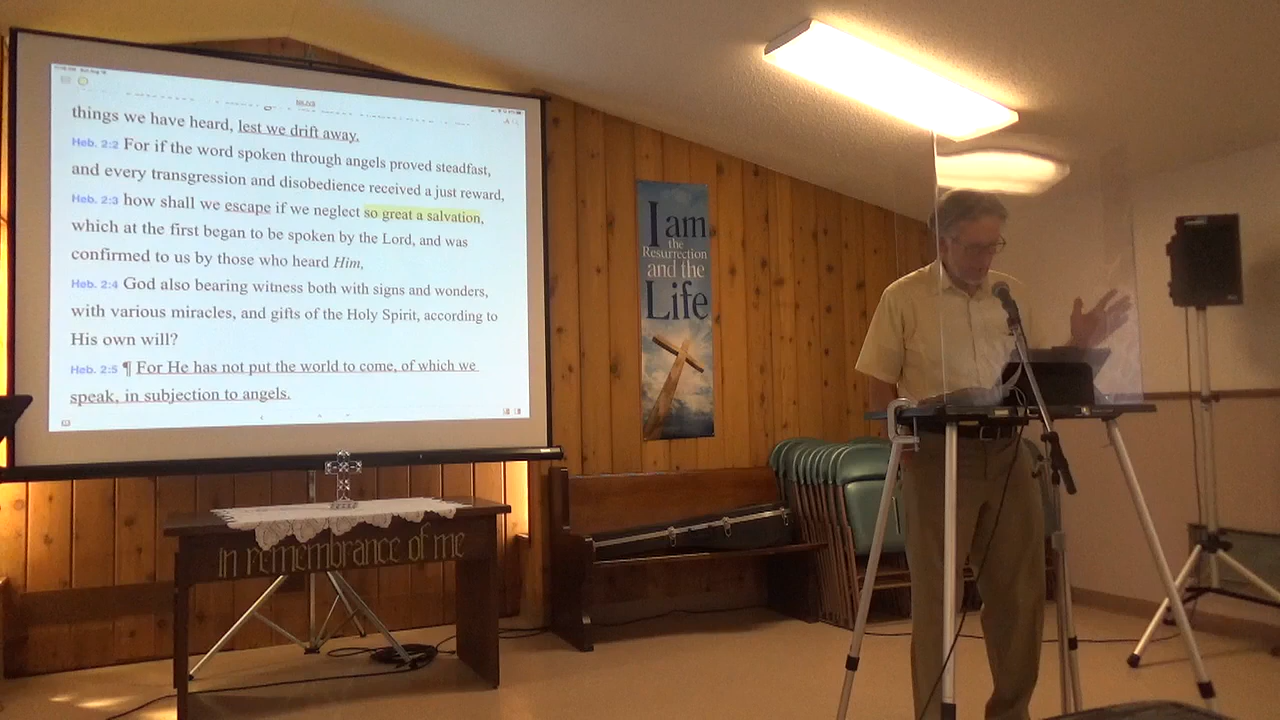 things we have heard, lest we drift away.
Heb. 2:2 For if the word spoken through angels proved steadfast,
and every transgression and disobedience received a just reward,
Heb. 2:3 how shall we escape if we neglect so great a salvation,
which at the first began to be spoken by the Lord, and was
confirmed to us by those who heard Him,
Heb. 2:4 God also bearing witness both with signs and wonders,
with various miracles, and gifts of the Holy Spirit, according to
His own will?
Heb. 2:5 ¶ For He has not put the world to come, of which we
speak, in subjection to angels.
I am
the
Resurrection
and the
Life
in remembrance of me